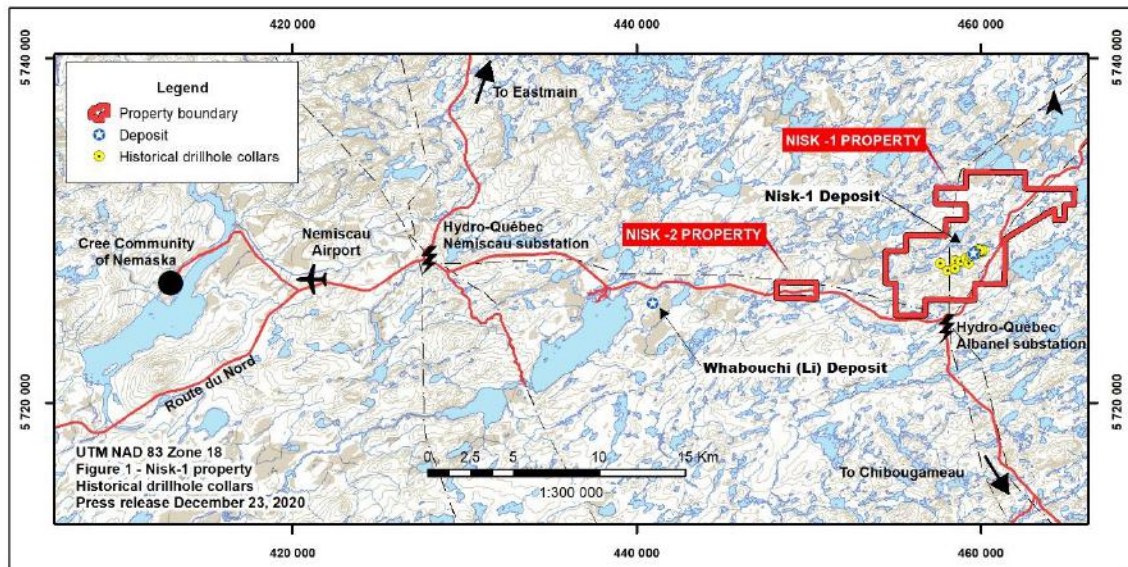 420 000
440 000
460 000
5 740 000
5 740 000
Legend
Property boundary
Deposit
Historical drillhole collars
To Eastmain
NISK -1 PROPERTY
Nisk-1 Deposit
Cree Community
of Nemaska
Nemiscau
Airport
Hydro-Québec
Némiscau substation
NISK -2 PROPERTY
Hydro-Québec
Albanel substation
Whabouchi (Li) Deposit
Route du Nord
5 720 000
5 720 000
UTM NAD 83 Zone 18
Figure 1 - Nisk-1 property
Historical drillhole collars
Press release December 23, 2020
0 2,5 5 10 15 Km
1:300 000
To Chibougameau
420 000
440 000
460 000